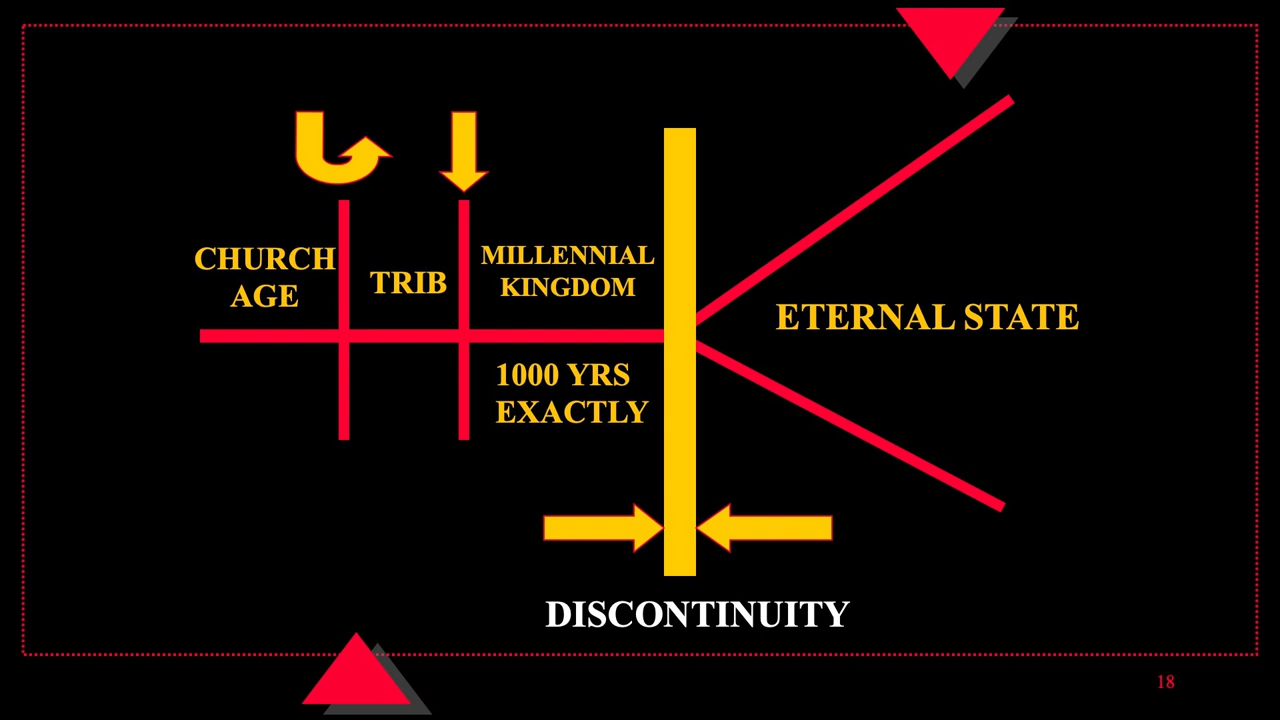 CHURCH
AGE
TRIB
MILLENNIAL
KINGDOM
1000 YRS
EXACTLY
ETERNAL STATE
DISCONTINUITY
18